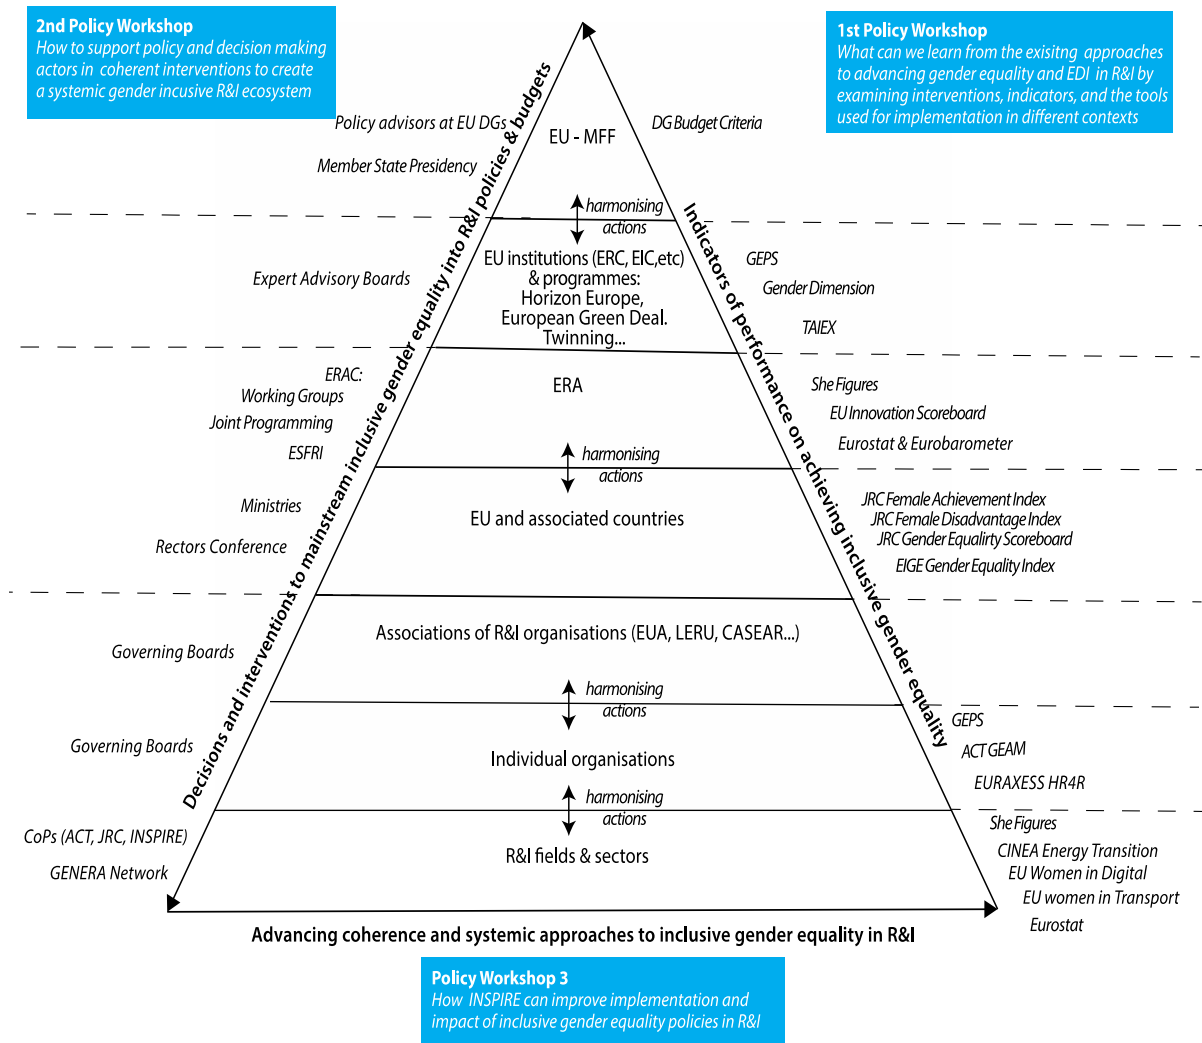 2nd Policy Workshop
How to support policy and decision making
actors in coherent interventions to create
a systemic gender incusive R&I ecosystem
1st Policy Workshop
What can we learn from the exisitng approaches
to advancing gender equality and EDI in R&I by
examining interventions, indicators, and the tools
used for implementation in different contexts
Decisions and interventions to mainstream inclusive gender equality into R&I policies & budgets
Indicators of performance on achieving inclusive gender equality
Policy advisors at EU DGs
Member State Presidency
EU - MFF
DG Budget Criteria
harmonising
actions
Expert Advisory Boards
EU institutions (ERC, EIC,etc)
& programmes:
Horizon Europe,
European Green Deal.
Twinning...
GEPS
Gender Dimension
TAIEX
ERAC:
Working Groups
Joint Programming
ESFRI
ERA
She Figures
EU Innovation Scoreboard
Eurostat & Eurobarometer
harmonising
actions
Ministries
Rectors Conference
EU and associated countries
JRC Female Achievement Index
JRC Female Disadvantage Index
JRC Gender Equalirty Scoreboard
EIGE Gender Equality Index
Governing Boards
Associations of R&I organisations (EUA, LERU, CASEAR...)
harmonising
actions
Governing Boards
Individual organisations
GEPS
ACT GEAM
EURAXESS HR4R
harmonising
actions
CoPs (ACT, JRC, INSPIRE)
GENERA Network
R&I fields & sectors
She Figures
CINEA Energy Transition
EU Women in Digital
EU women in Transport
Eurostat
Advancing coherence and systemic approaches to inclusive gender equality in R&I
Policy Workshop 3
How INSPIRE can improve implementation and
impact of inclusive gender equality policies in R&I